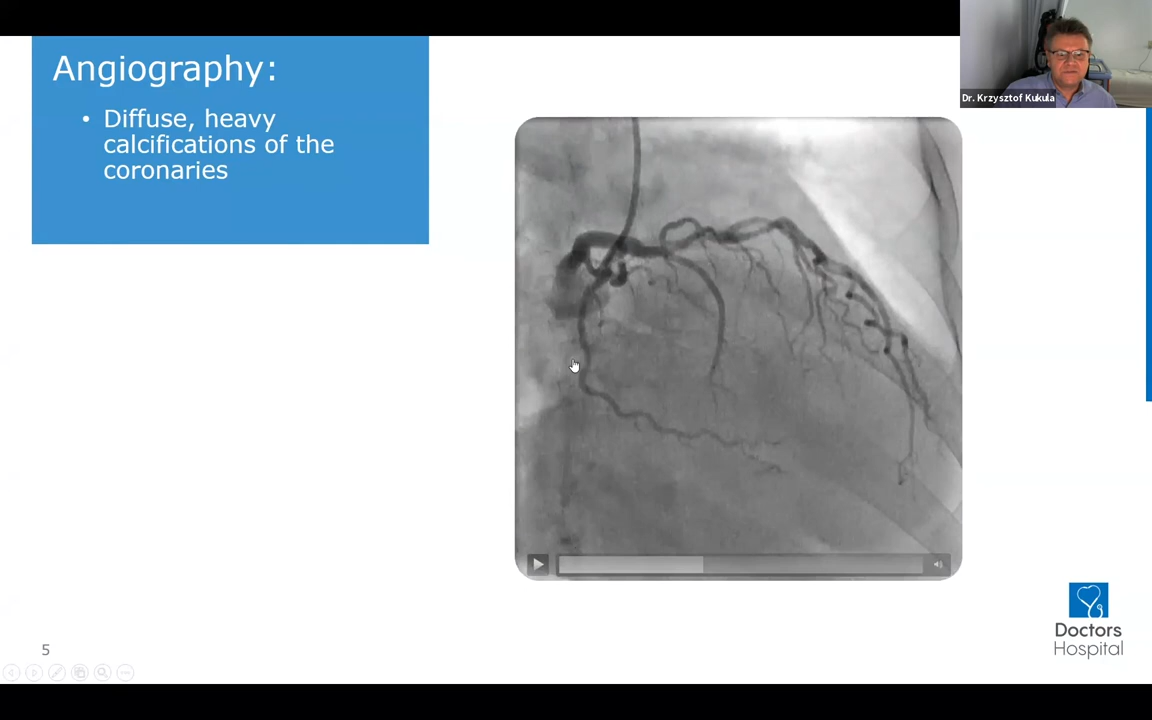 Angiography:
• Diffuse, heavy
calcifications of the
coronaries
Dr. Krzysztof Kukula
Doctors
Hospital
5